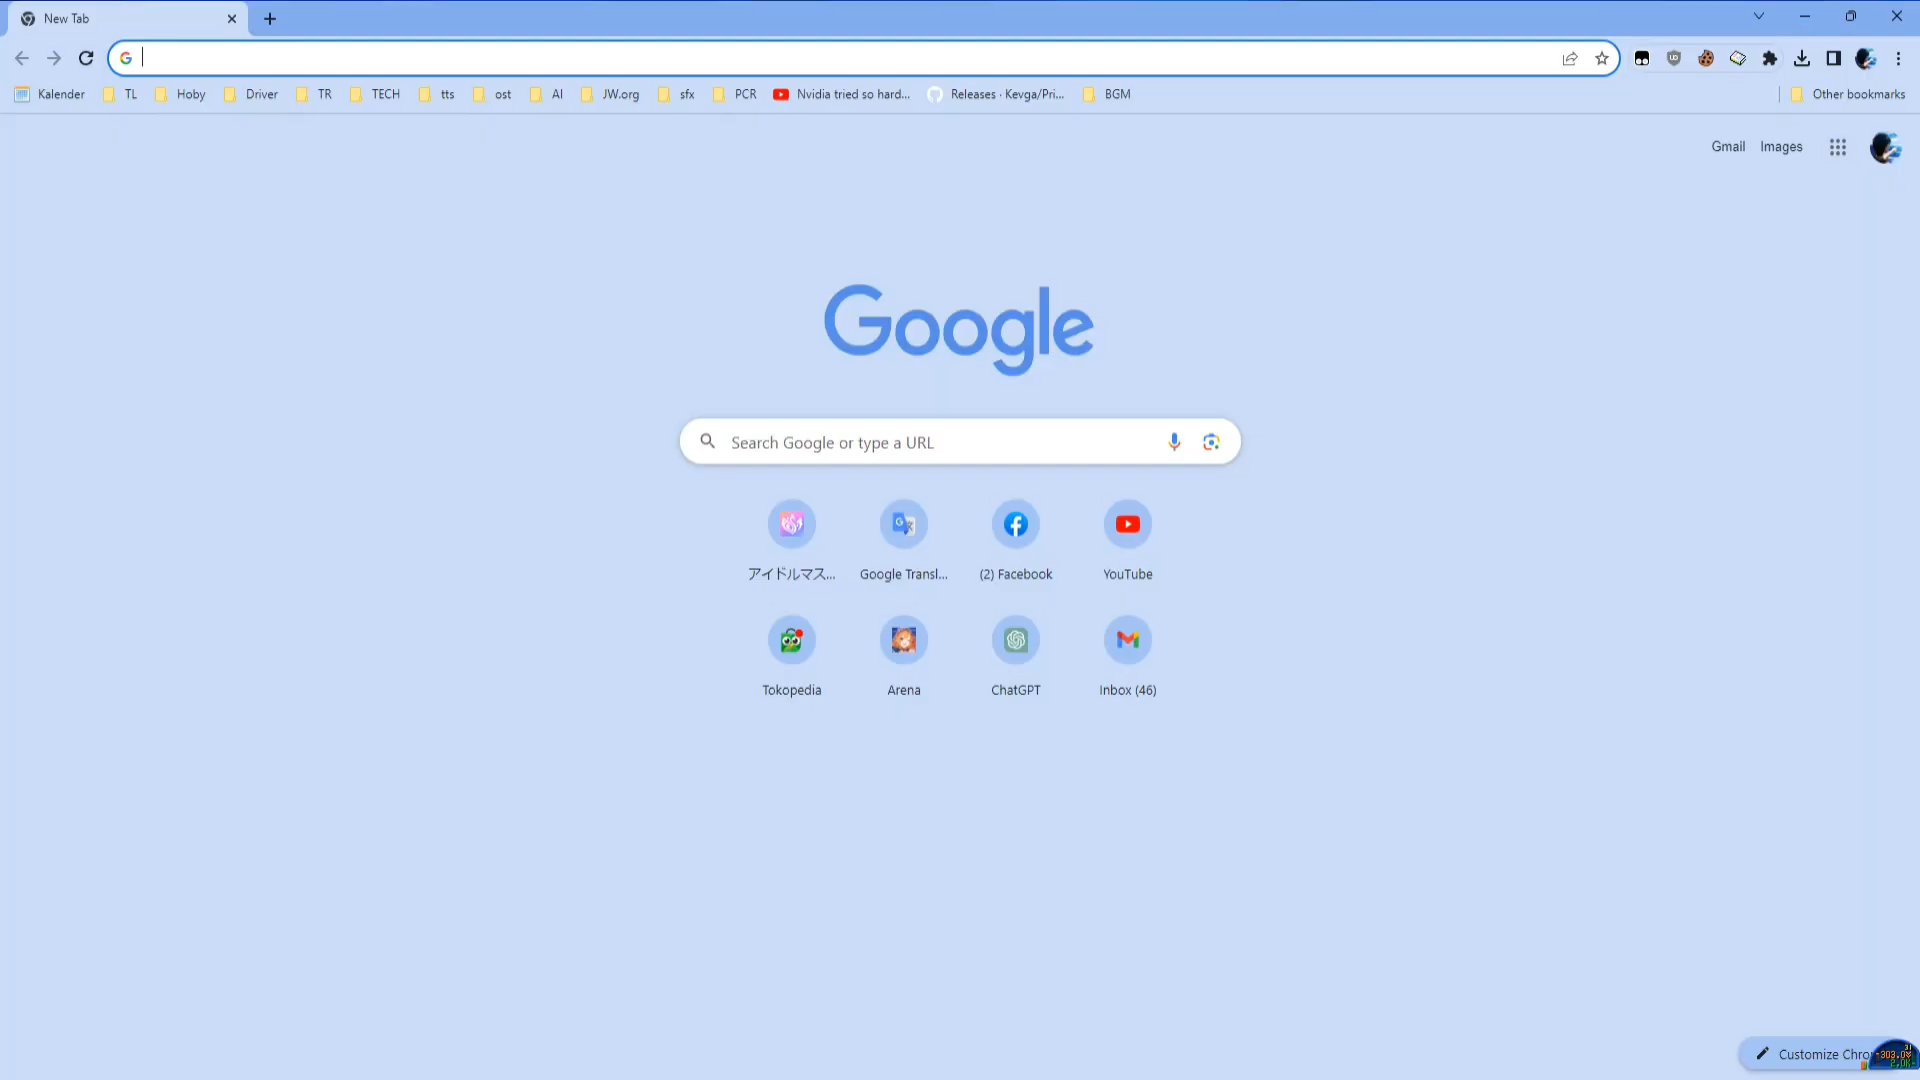 New Tab
Kalender TL Hoby Driver TR TECH tts ost AI JW.org sfx PCR Nvidia tried so hard... Releases · Kevga/Pri... BGM Other bookmarks
Gmail Images
Google
Search Google or type a URL
アイドルマス... Google Transl... (2) Facebook YouTube
Tokopedia Arena ChatGPT Inbox (46)
Customize Chro